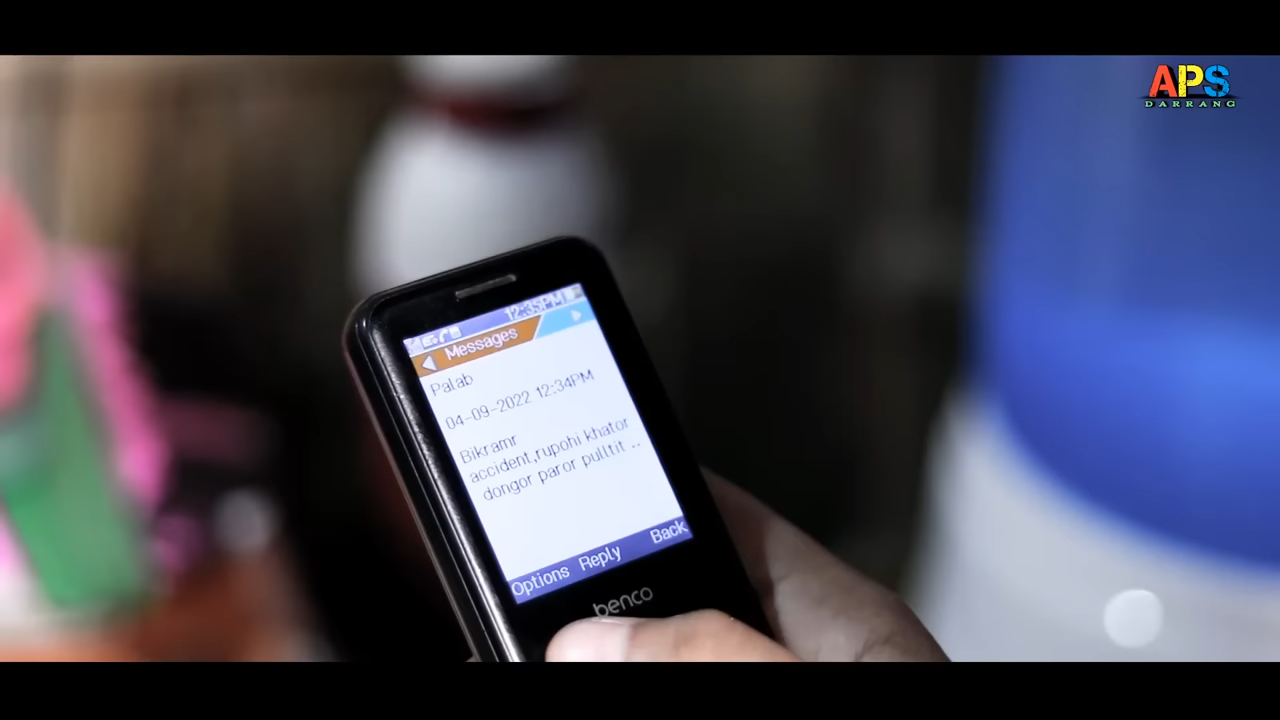 APS
DARRANG
12:35PM
Messages
Palab
04-09-2022 12:34PM
Bikramr
accident,rupohi khator
dongor paror pulltit ..
Options Reply Back
benco